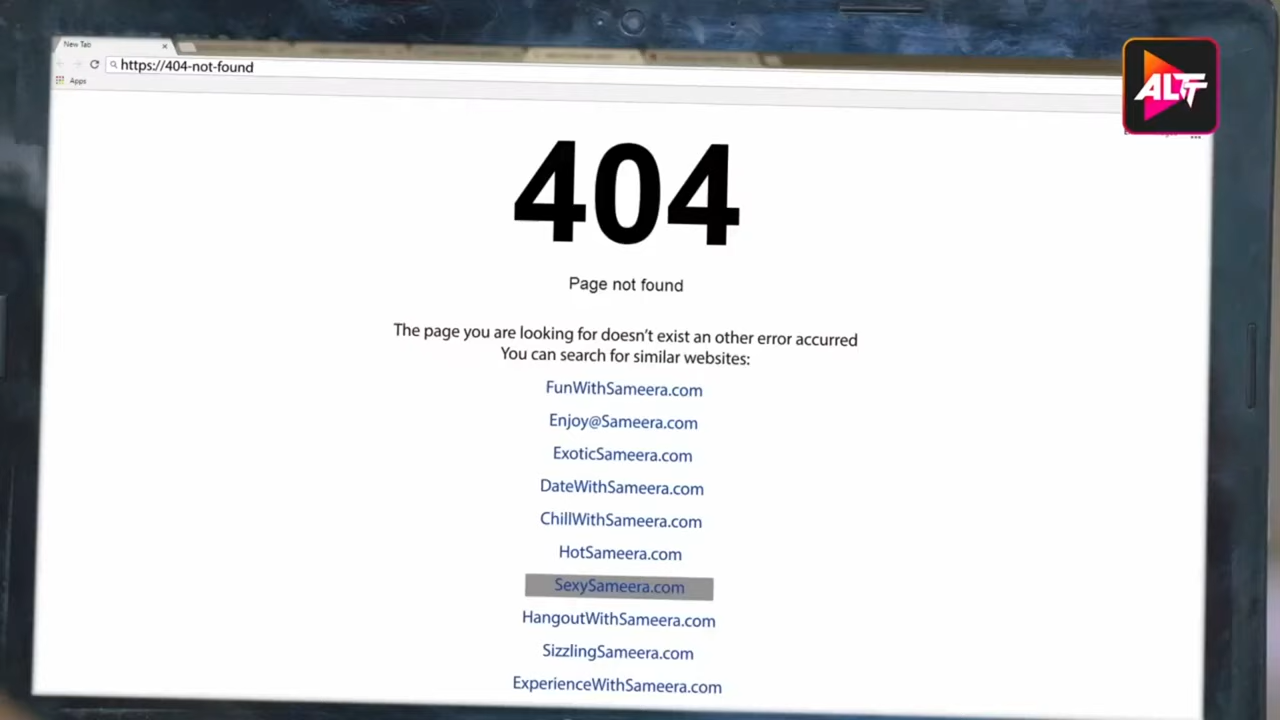 New Tab
https://404-not-found
Apps
ALTT
404
Page not found
The page you are looking for doesn't exist an other error accurred
You can search for similar websites:
FunWithSameera.com
Enjoy@Sameera.com
ExoticSameera.com
DateWithSameera.com
ChillWithSameera.com
HotSameera.com
SexySameera.com
HangoutWithSameera.com
SizzlingSameera.com
ExperienceWithSameera.com